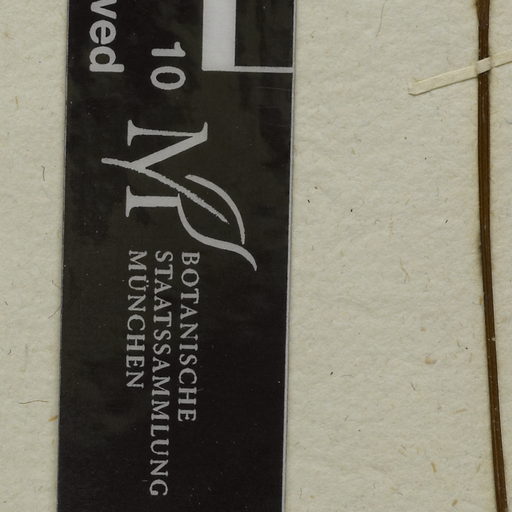 10
ved
BOTANISCHE
STAATSSAMMLUNG
MÜNCHEN